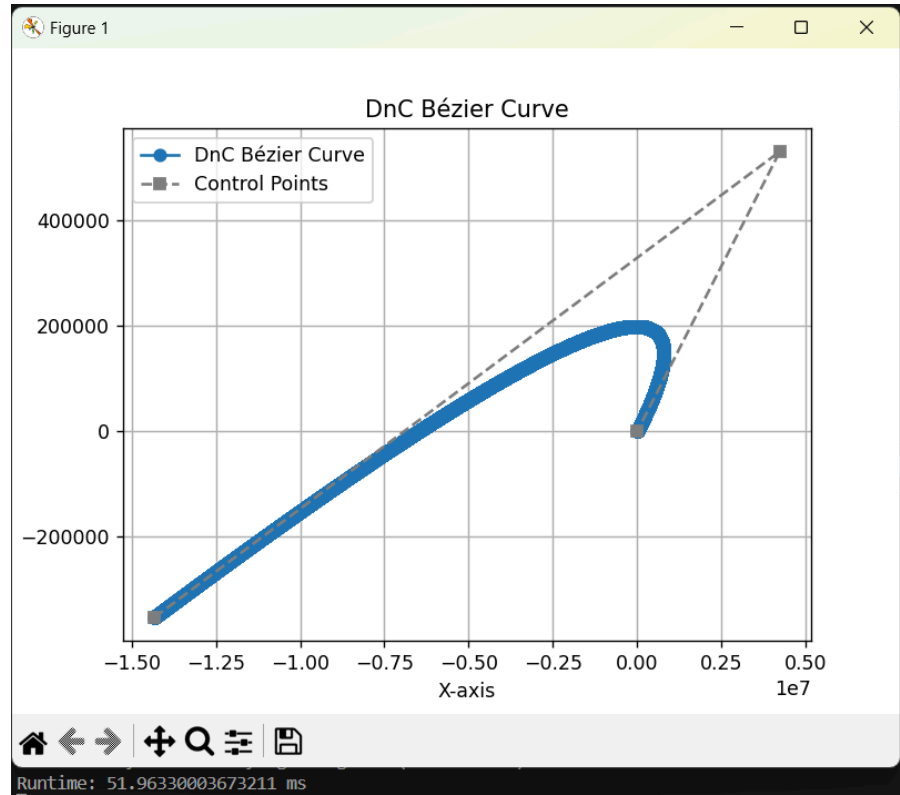 Figure 1
DnC Bézier Curve
DnC Bézier Curve
Control Points
400000
200000
0
−200000
−1.50 −1.25 −1.00 −0.75 −0.50 −0.25 0.00 0.25 0.50
1e7
X-axis
Runtime: 51.96330003673211 ms